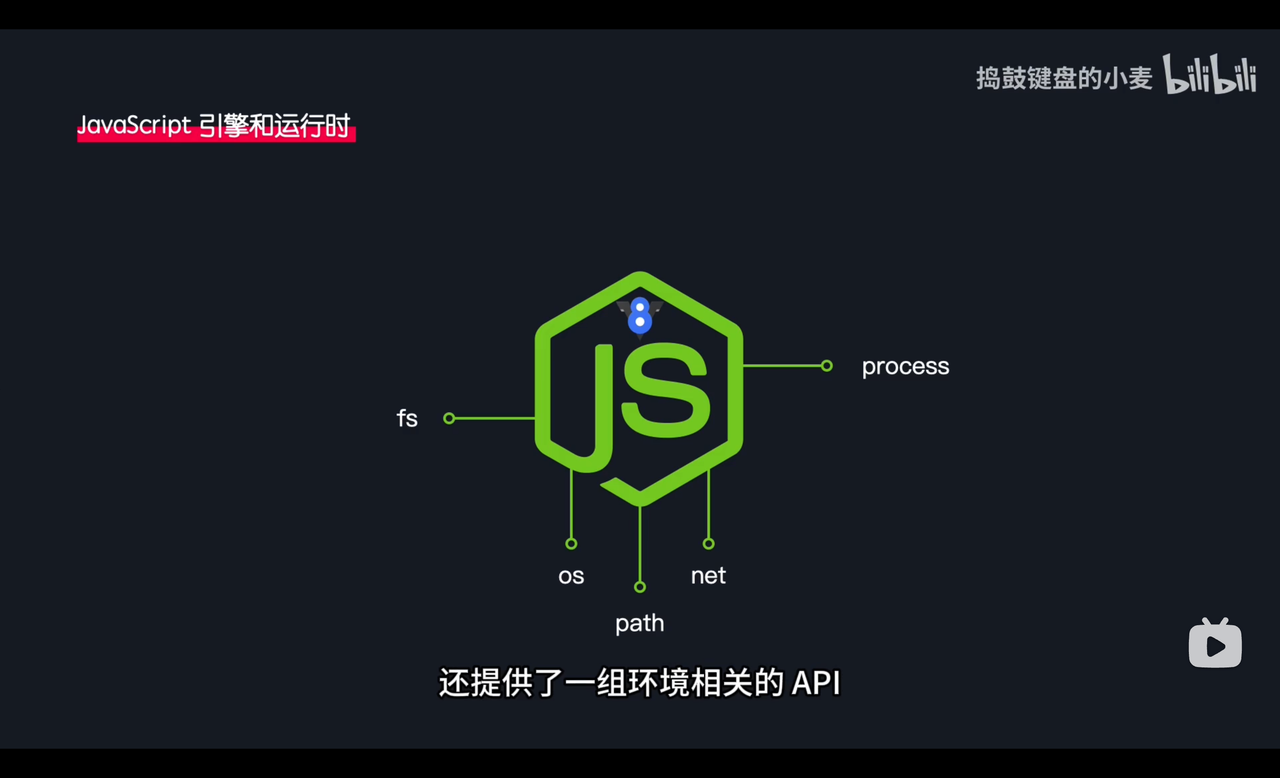 捣鼓键盘的小麦 bilibili
JavaScript 引擎和运行时
8
JS
process
fs
os
net
path
还提供了一组环境相关的 API